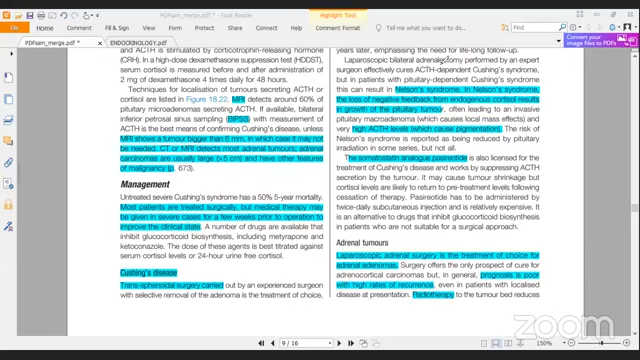 PDFsam_merge.pdf * - Foxit Reader
Highlight Tool
File
Home
Comment
Fill & Sign
View
Form
Protect
Share
Help
Comment Format
Tell me what you want to do...
Find
PDFsam_merge.pdf *
ENDOCRINOLOGY.pdf
Convert your image files to PDFs
and ACTH is stimulated by corticotrophin-releasing hormone
(CRH). In a high-dose dexamethasone suppression test (HDDST),
serum cortisol is measured before and after administration of
2 mg of dexamethasone 4 times daily for 48 hours.
Techniques for localisation of tumours secreting ACTH or
cortisol are listed in Figure 18.22. MRI detects around 60% of
pituitary microadenomas secreting ACTH. If available, bilateral
inferior petrosal sinus sampling (BIPSS) with measurement of
ACTH is the best means of confirming Cushing's disease, unless
MRI shows a tumour bigger than 6 mm, in which case it may not
be needed. CT or MRI detects most adrenal tumours; adrenal
carcinomas are usually large (>5 cm) and have other features
of malignancy (p. 673).
Management
Untreated severe Cushing's syndrome has a 50% 5-year mortality.
Most patients are treated surgically, but medical therapy may
be given in severe cases for a few weeks prior to operation to
improve the clinical state. A number of drugs are available that
inhibit glucocorticoid biosynthesis, including metyrapone and
ketoconazole. The dose of these agents is best titrated against
serum cortisol levels or 24-hour urine free cortisol.
Cushing's disease
Trans-sphenoidal surgery carried out by an experienced surgeon
with selective removal of the adenoma is the treatment of choice,
years later, emphasising the need for life-long follow-up.
Laparoscopic bilateral adrenalectomy performed by an expert
surgeon effectively cures ACTH-dependent Cushing's syndrome,
but in patients with pituitary-dependent Cushing's syndrome
this can result in Nelson's syndrome. In Nelson's syndrome,
the loss of negative feedback from endogenous cortisol results
in growth of the pituitary tumour, often leading to an invasive
pituitary macroadenoma (which causes local mass effects) and
very high ACTH levels (which cause pigmentation). The risk of
Nelson's syndrome is reported as being reduced by pituitary
irradiation in some series, but not all.
The somatostatin analogue pasireotide is also licensed for the
treatment of Cushing's disease and works by suppressing ACTH
secretion by the tumour. It may cause tumour shrinkage but
cortisol levels are likely to return to pre-treatment levels following
cessation of therapy. Pasireotide must be administered by
twice-daily subcutaneous injection and is relatively expensive. It
is an alternative to drugs that inhibit glucocorticoid biosynthesis
in patients who are not suitable for a surgical approach.
Adrenal tumours
Laparoscopic adrenal surgery is the treatment of choice for
adrenal adenomas. Surgery offers the only prospect of cure for
adrenocortical carcinomas but, in general, prognosis is poor
with high rates of recurrence, even in patients with localised
disease at presentation. Radiotherapy to the tumour bed reduces
9 / 16
150%
zoom